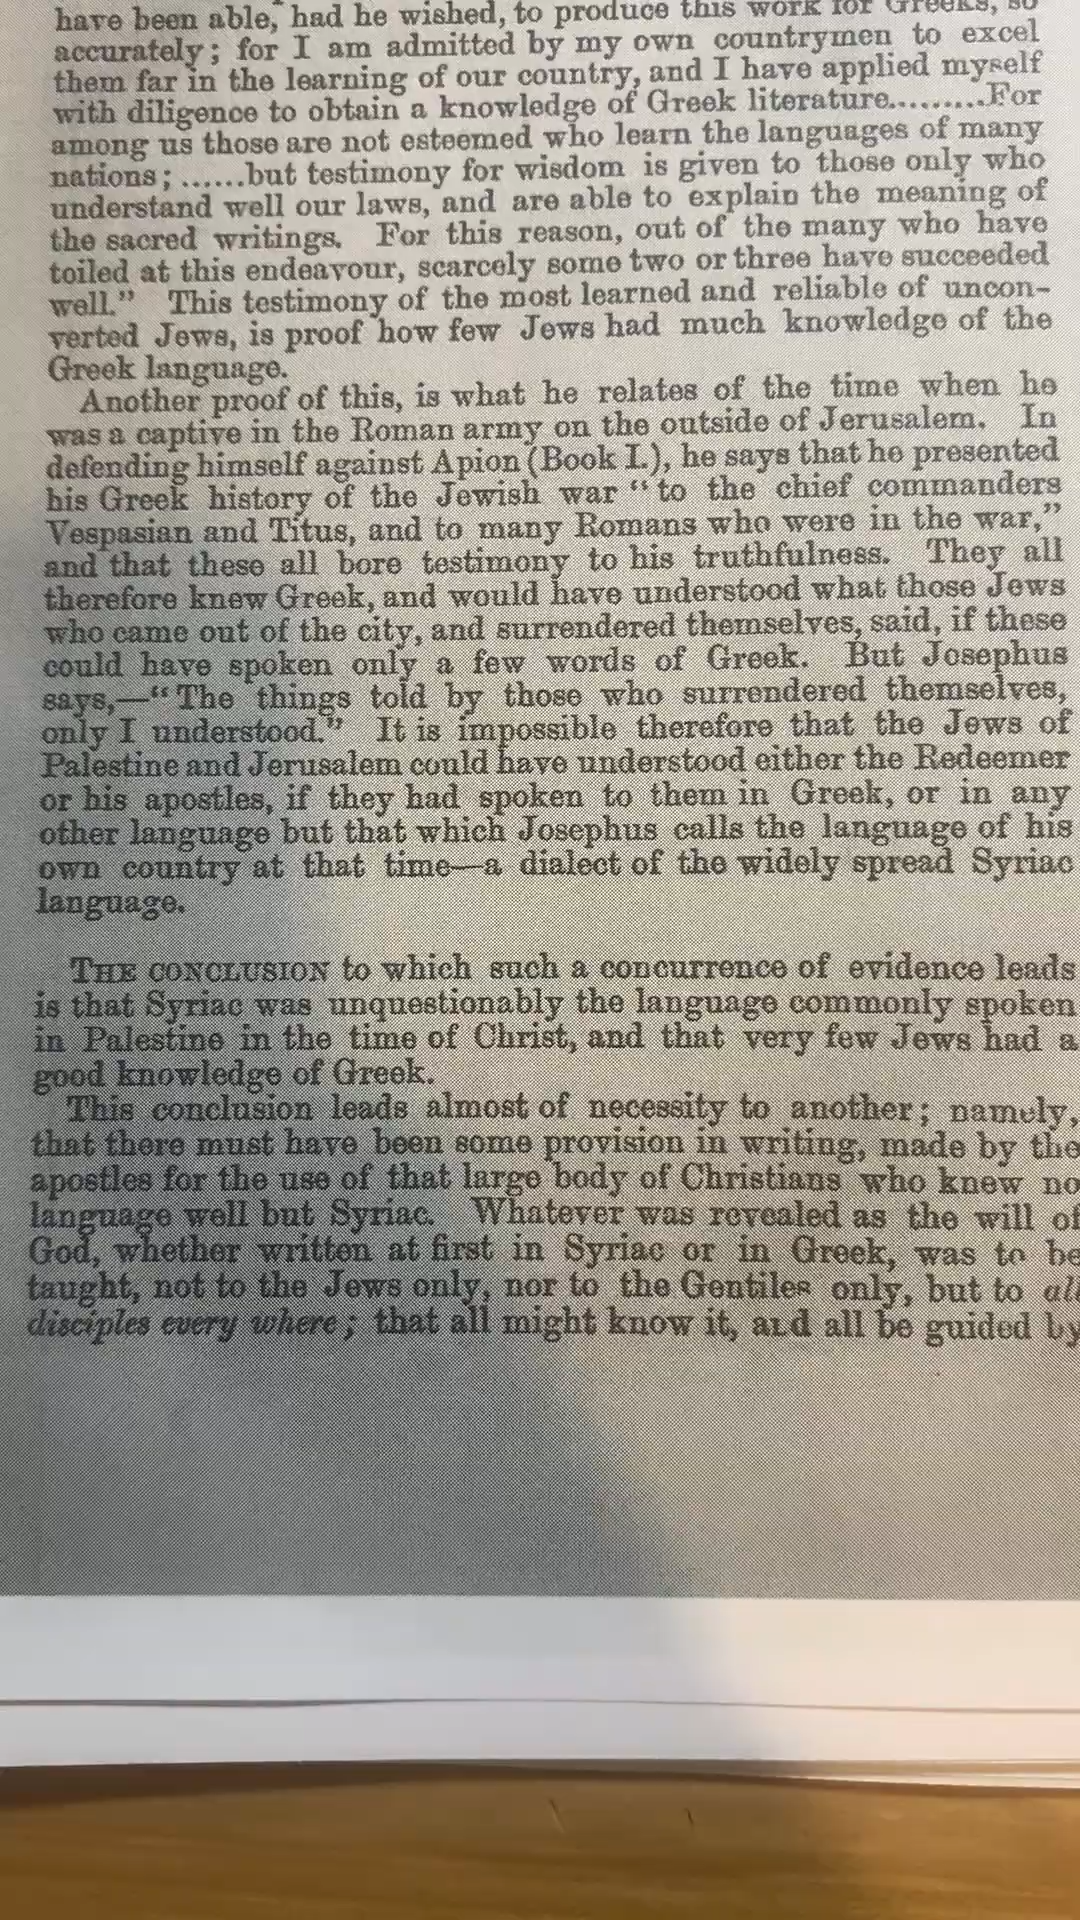 have been able, had he wished, to produce this work for Greeks, so
accurately; for I am admitted by my own countrymen to excel
them far in the learning of our country, and I have applied myself
with diligence to obtain a knowledge of Greek literature.........For
among us those are not esteemed who learn the languages of many
nations; ......but testimony for wisdom is given to those only who
understand well our laws, and are able to explain the meaning of
the sacred writings. For this reason, out of the many who have
toiled at this endeavour, scarcely some two or three have succeeded
well." This testimony of the most learned and reliable of uncon-
verted Jews, is proof how few Jews had much knowledge of the
Greek language.
Another proof of this, is what he relates of the time when he
was a captive in the Roman army on the outside of Jerusalem. In
defending himself against Apion (Book I.), he says that he presented
his Greek history of the Jewish war "to the chief commanders
Vespasian and Titus, and to many Romans who were in the war,"
and that these all bore testimony to his truthfulness. They all
therefore knew Greek, and would have understood what those Jews
who came out of the city, and surrendered themselves, said, if these
could have spoken only a few words of Greek. But Josephus
says,—"The things told by those who surrendered themselves,
only I understood." It is impossible therefore that the Jews of
Palestine and Jerusalem could have understood either the Redeemer
or his apostles, if they had spoken to them in Greek, or in any
other language but that which Josephus calls the language of his
own country at that time—a dialect of the widely spread Syriac
language.
THE CONCLUSION to which such a concurrence of evidence leads
is that Syriac was unquestionably the language commonly spoken
in Palestine in the time of Christ, and that very few Jews had a
good knowledge of Greek.
This conclusion leads almost of necessity to another; namely,
that there must have been some provision in writing, made by the
apostles for the use of that large body of Christians who knew no
language well but Syriac. Whatever was revealed as the will of
God, whether written at first in Syriac or in Greek, was to be
taught, not to the Jews only, nor to the Gentiles only, but to all
disciples every where; that all might know it, and all be guided by